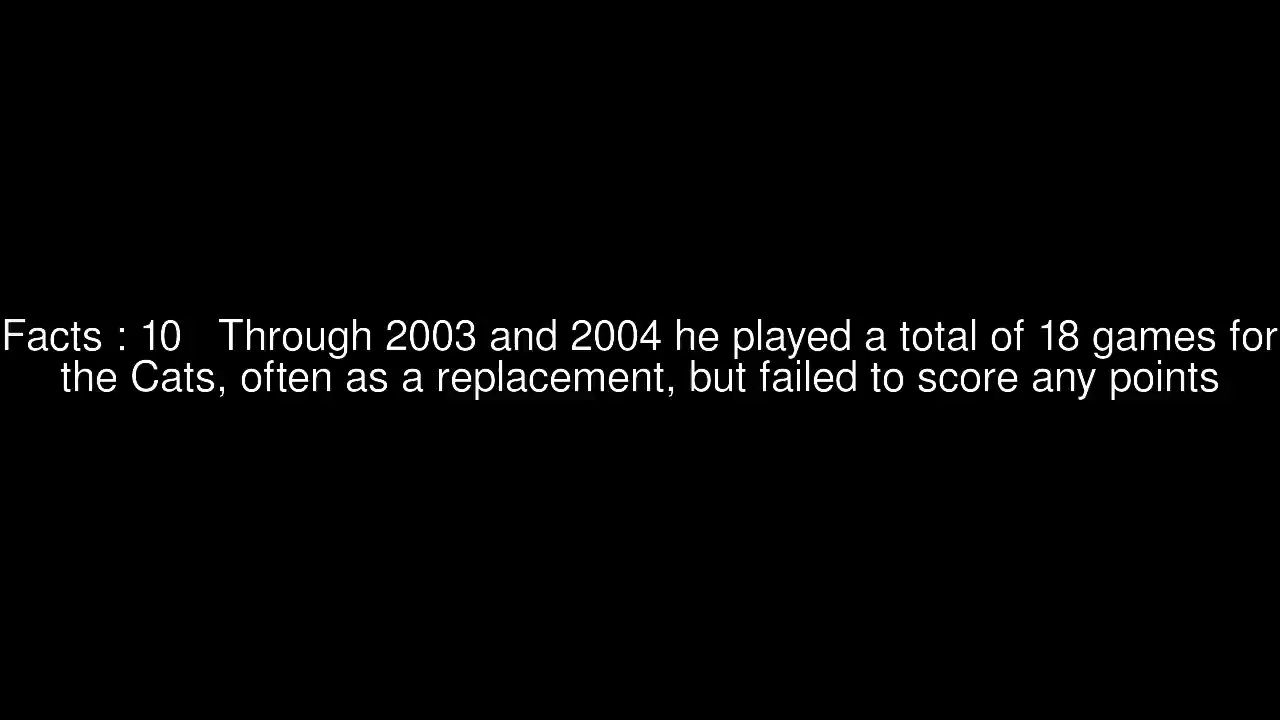 Facts : 10   Through 2003 and 2004 he played a total of 18 games for
the Cats, often as a replacement, but failed to score any points